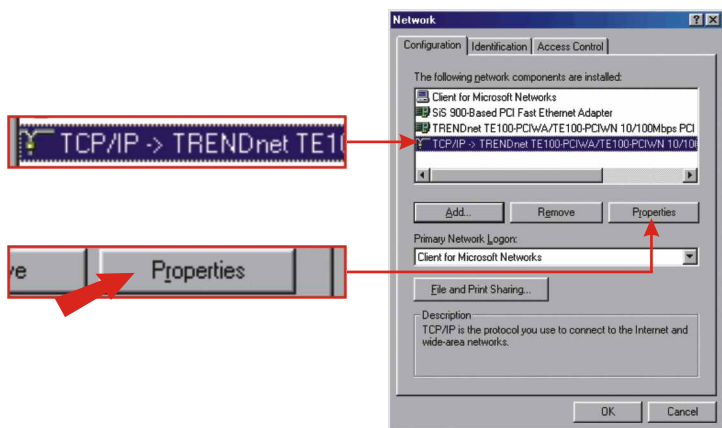 Network
Configuration Identification Access Control
The following network components are installed:
Client for Microsoft Networks
SiS 900-Based PCI Fast Ethernet Adapter
TRENDnet TE100-PCIWA/TE100-PCIWN 10/100Mbps PCI
TCP/IP -> TRENDnet TE100-PCIWA/TE100-PCIWN 10/100
TCP/IP -> TRENDnet TE10
Add... Remove Properties
Primary Network Logon:
Client for Microsoft Networks
ve Properties
File and Print Sharing...
Description
TCP/IP is the protocol you use to connect to the Internet and
wide-area networks.
OK Cancel